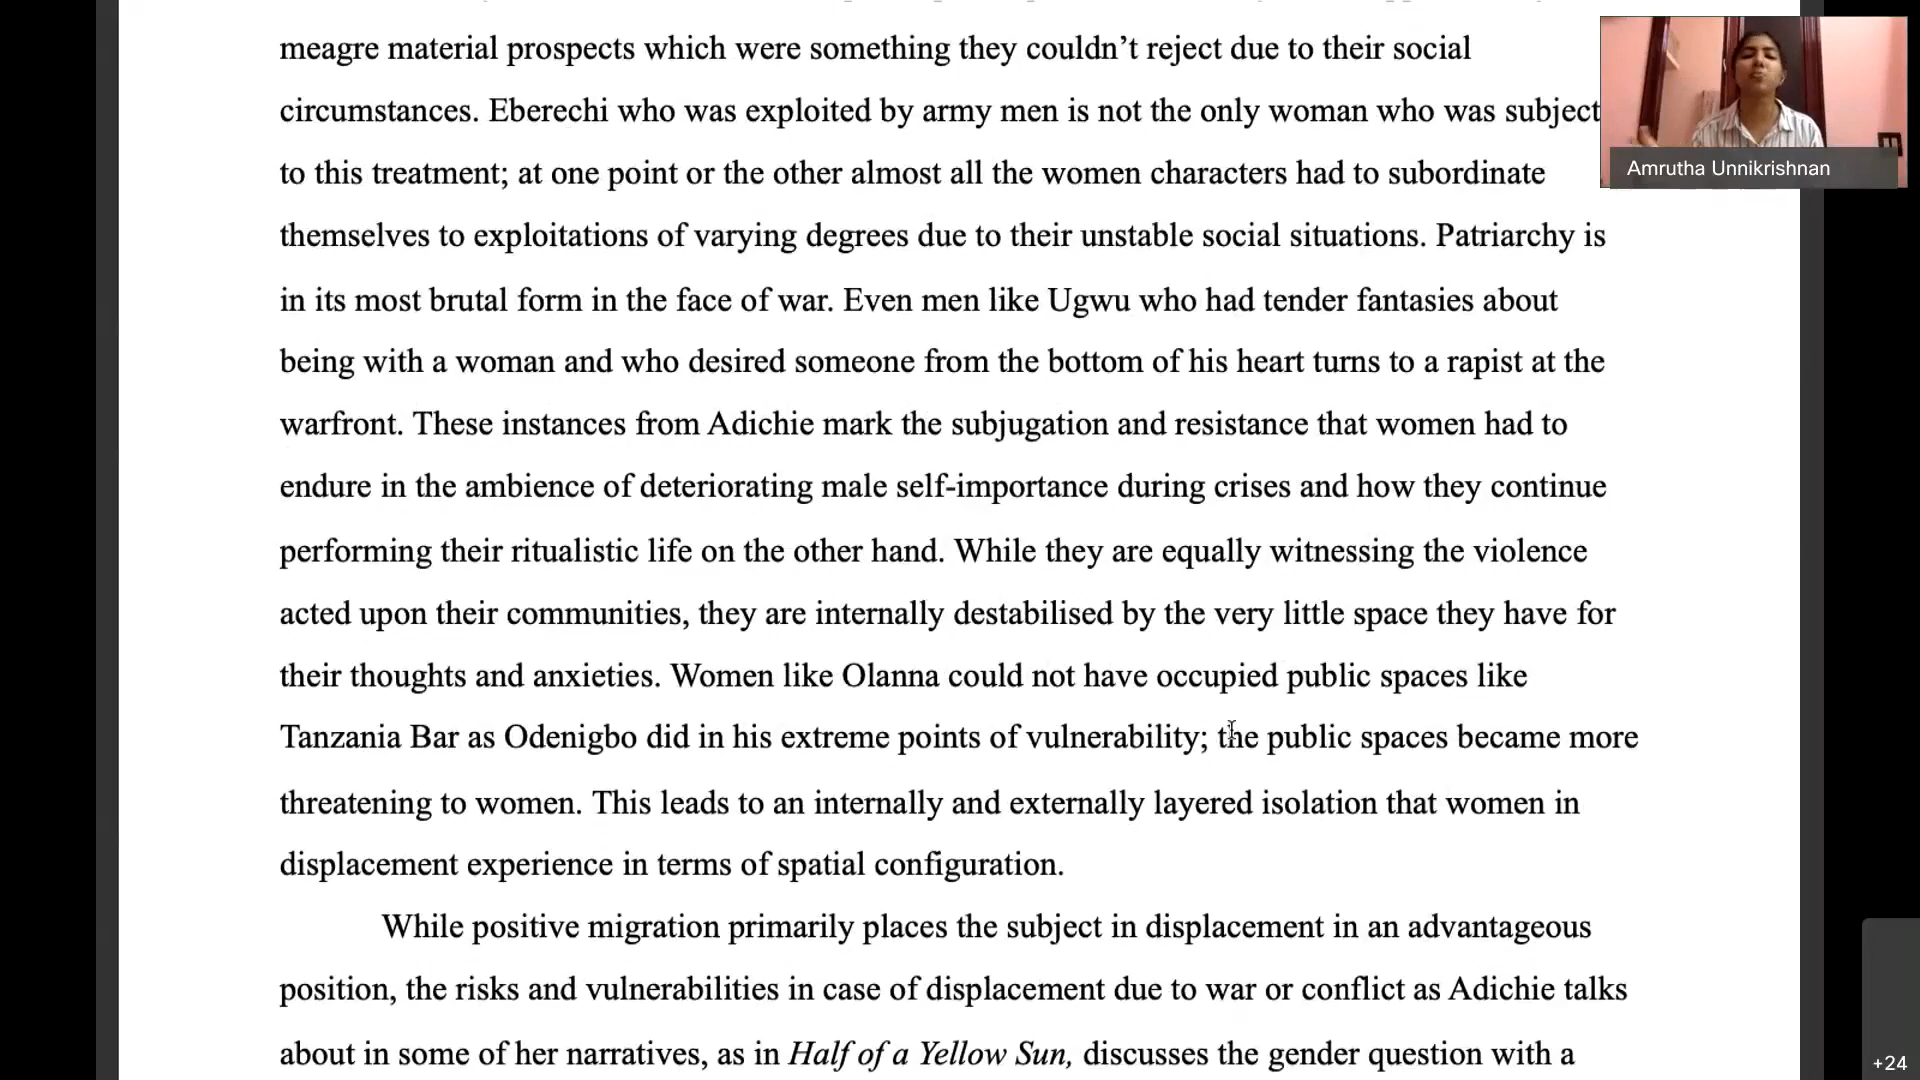 meagre material prospects which were something they couldn’t reject due to their social
circumstances. Eberechi who was exploited by army men is not the only woman who was subject
to this treatment; at one point or the other almost all the women characters had to subordinate
themselves to exploitations of varying degrees due to their unstable social situations. Patriarchy is
in its most brutal form in the face of war. Even men like Ugwu who had tender fantasies about
being with a woman and who desired someone from the bottom of his heart turns to a rapist at the
warfront. These instances from Adichie mark the subjugation and resistance that women had to
endure in the ambience of deteriorating male self-importance during crises and how they continue
performing their ritualistic life on the other hand. While they are equally witnessing the violence
acted upon their communities, they are internally destabilised by the very little space they have for
their thoughts and anxieties. Women like Olanna could not have occupied public spaces like
Tanzania Bar as Odenigbo did in his extreme points of vulnerability; the public spaces became more
threatening to women. This leads to an internally and externally layered isolation that women in
displacement experience in terms of spatial configuration.
While positive migration primarily places the subject in displacement in an advantageous
position, the risks and vulnerabilities in case of displacement due to war or conflict as Adichie talks
about in some of her narratives, as in Half of a Yellow Sun, discusses the gender question with a
Amrutha Unnikrishnan
+24